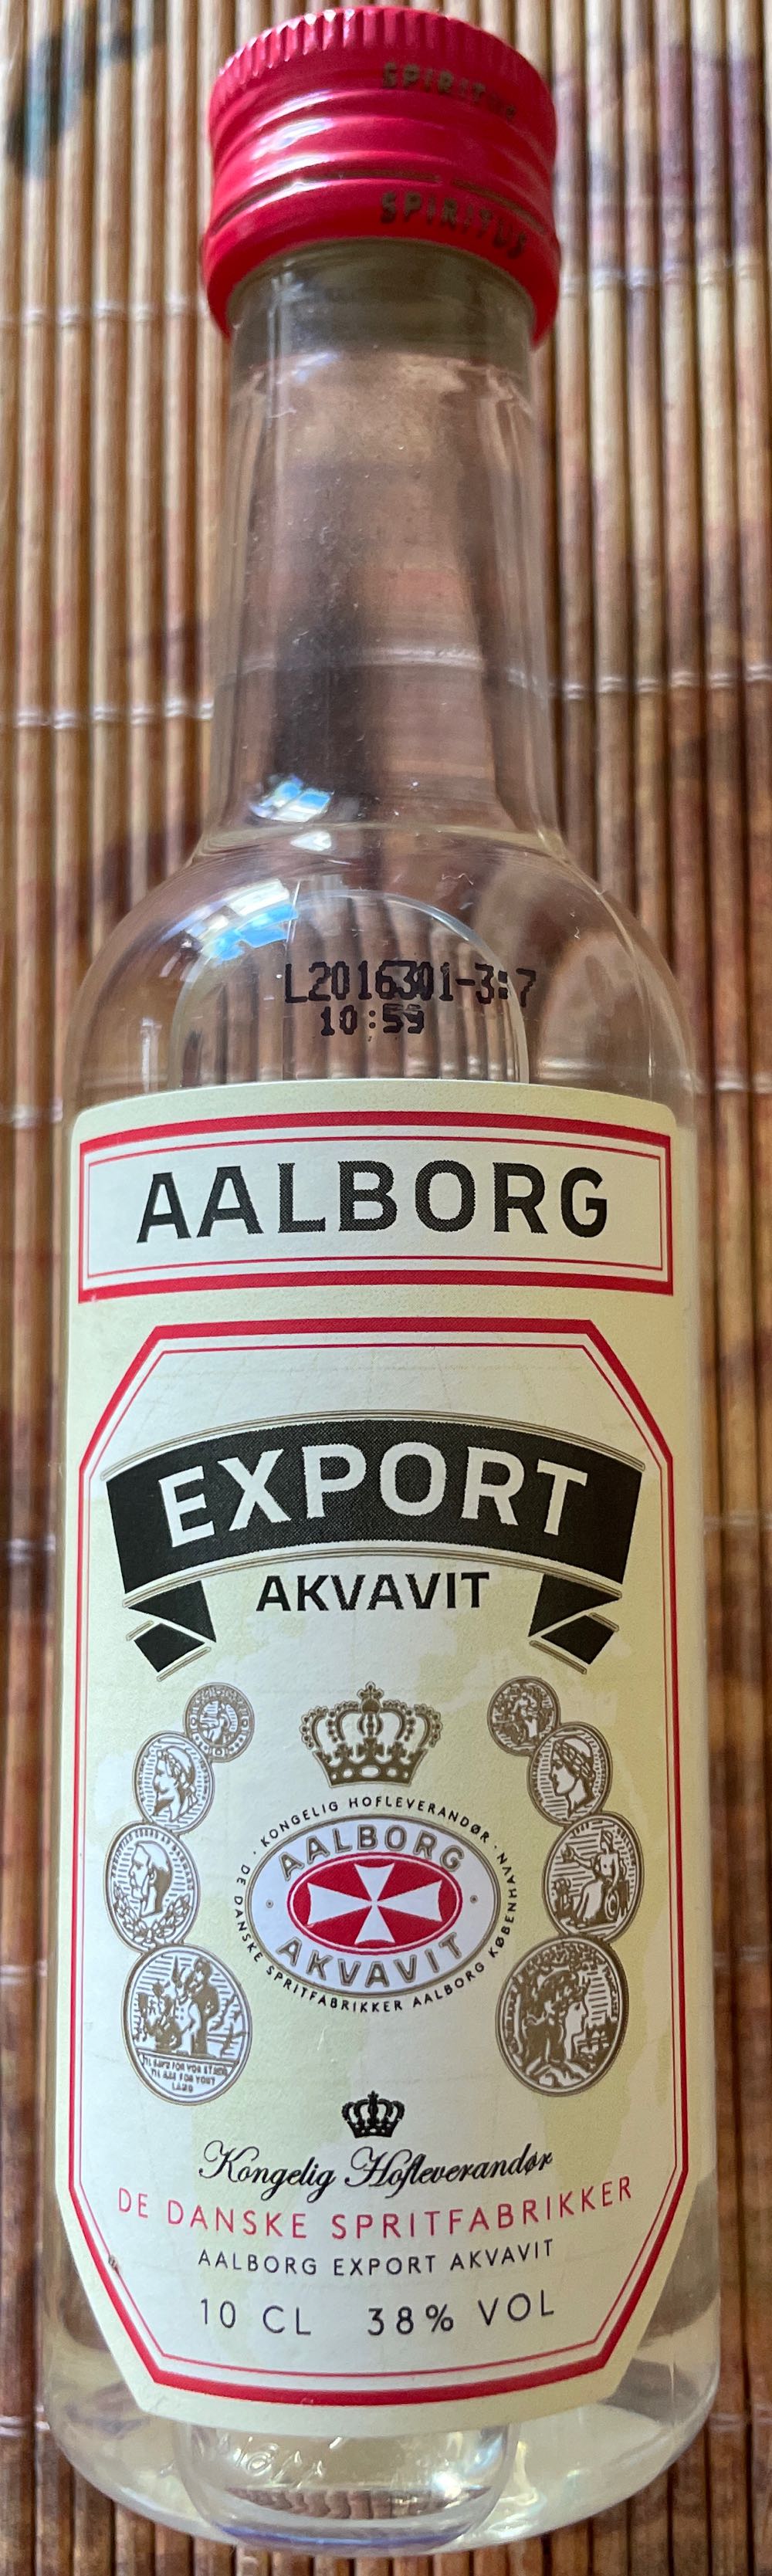 SPIRITUS
SPIRITUS
L2016301-3:7
10:59
AALBORG
EXPORT
AKVAVIT
· KONGELIG HOFLEVERANDØR ·
AALBORG
AKVAVIT
DE DANSKE SPRITFABRIKKER AALBORG KØBENHAVN
Kongelig Hofleverandør
DE DANSKE SPRITFABRIKKER
AALBORG EXPORT AKVAVIT
10 CL 38% VOL